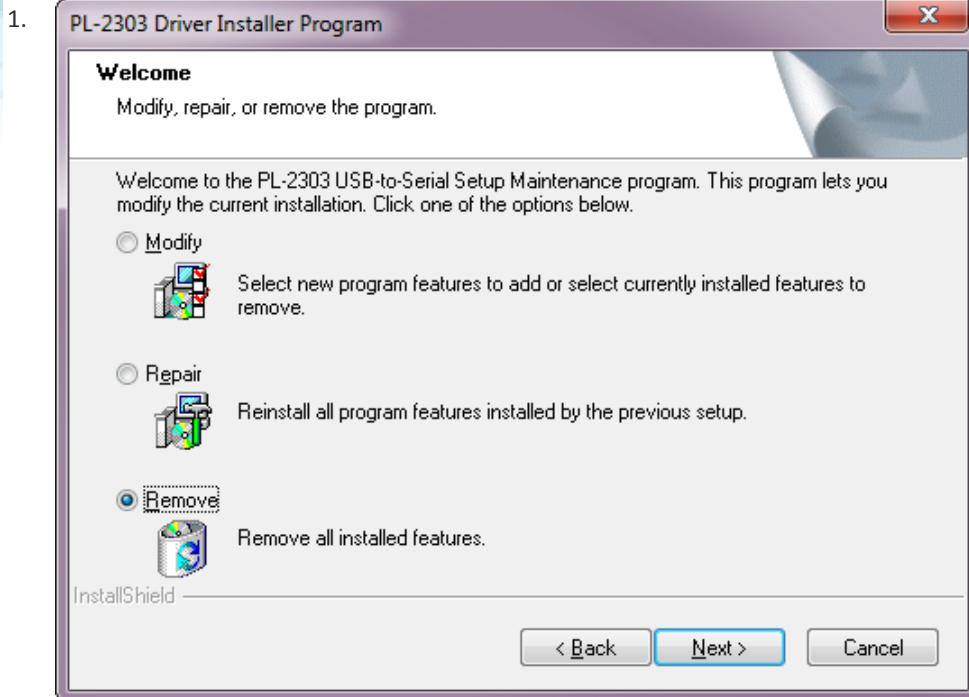 1.
PL-2303 Driver Installer Program
Welcome
Modify, repair, or remove the program.
Welcome to the PL-2303 USB-to-Serial Setup Maintenance program. This program lets you
modify the current installation. Click one of the options below.
Modify
Select new program features to add or select currently installed features to
remove.
Repair
Reinstall all program features installed by the previous setup.
Remove
Remove all installed features.
InstallShield
< Back Next > Cancel